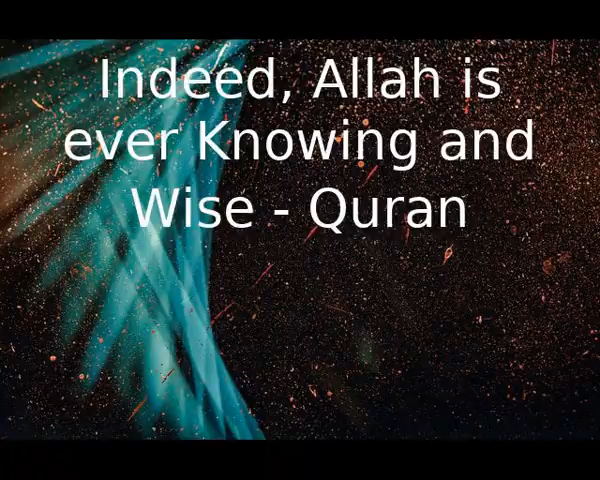 Indeed, Allah is
ever Knowing and
Wise - Quran